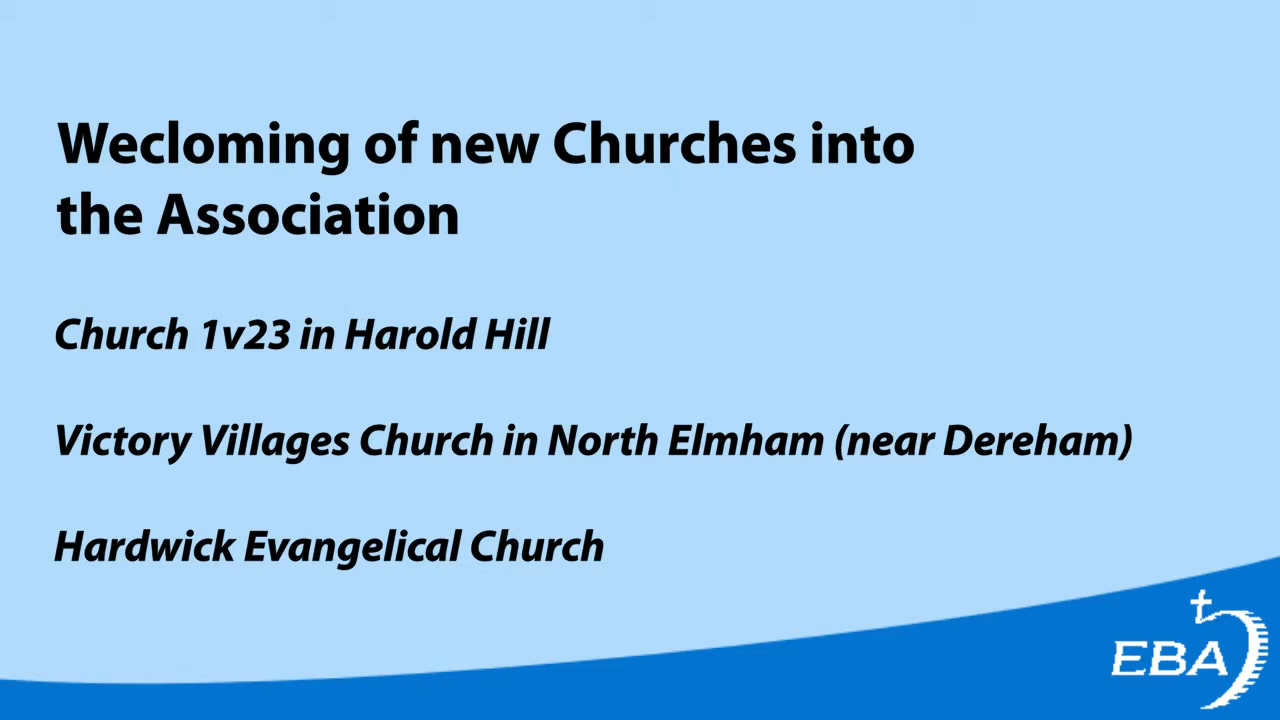 Wecloming of new Churches into
the Association
Church 1v23 in Harold Hill
Victory Villages Church in North Elmham (near Dereham)
Hardwick Evangelical Church
EBA